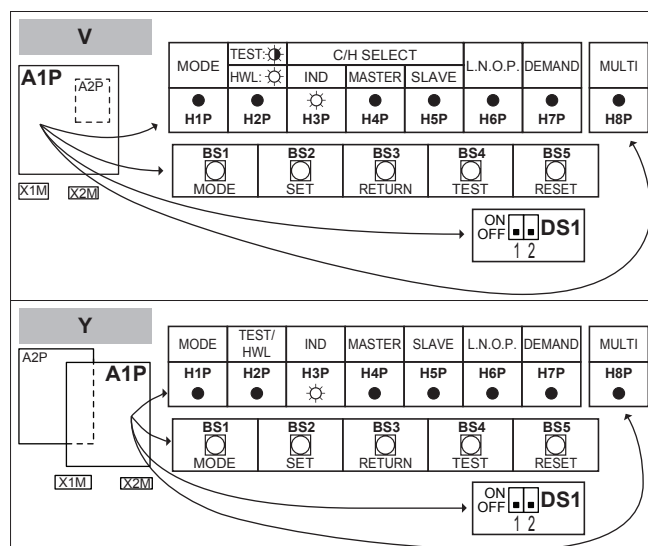 V
A1P
A2P
X1M X2M
MODE TEST: C/H SELECT L.N.O.P. DEMAND MULTI
HWL: IND MASTER SLAVE
H1P H2P H3P H4P H5P H6P H7P H8P
BS1 BS2 BS3 BS4 BS5
MODE SET RETURN TEST RESET
ON
OFF DS1
1 2
Y
A2P
A1P
X1M X2M
MODE TEST/ IND MASTER SLAVE L.N.O.P. DEMAND MULTI
HWL
H1P H2P H3P H4P H5P H6P H7P H8P
BS1 BS2 BS3 BS4 BS5
MODE SET RETURN TEST RESET
ON
OFF DS1
1 2